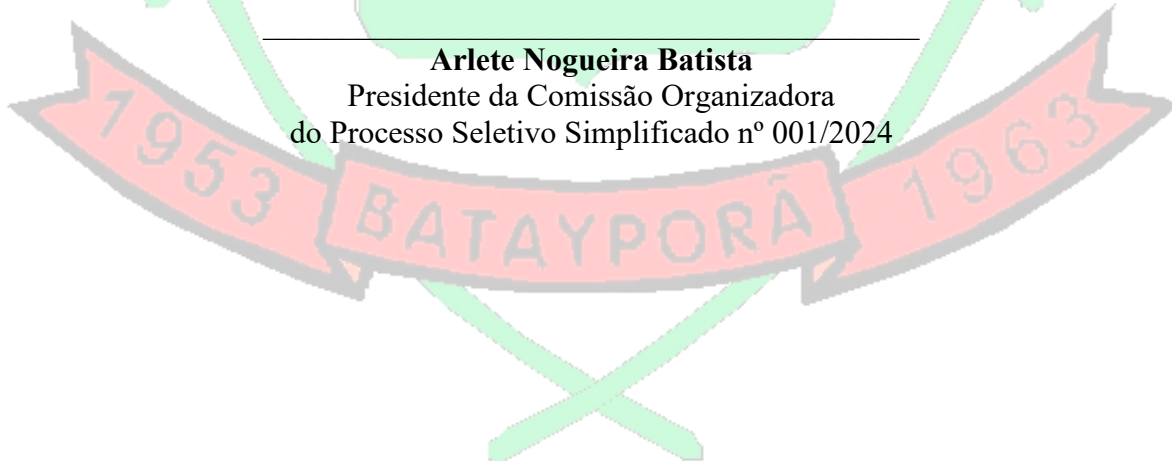 Arlete Nogueira Batista
Presidente da Comissão Organizadora
do Processo Seletivo Simplificado nº 001/2024
1953 BATAYPORÃ 1963